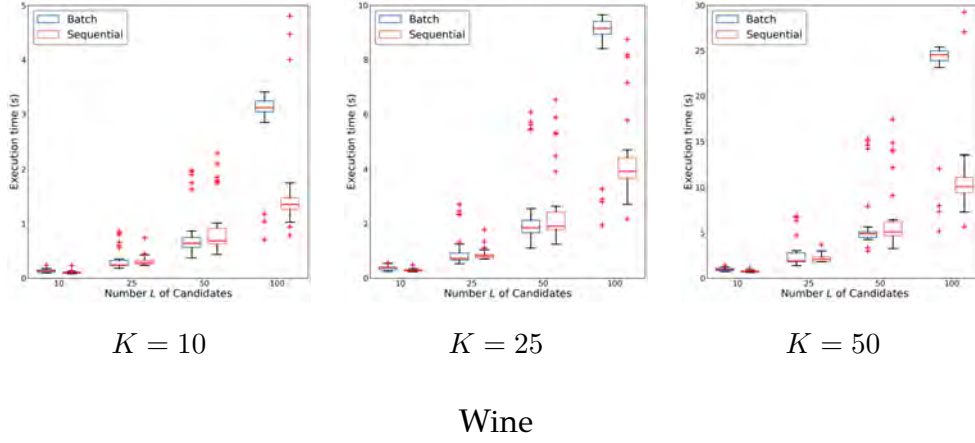 Batch
Sequential
Execution time (s)
5
4
3
2
1
0
10 25 50 100
Number L of Candidates
K = 10
Batch
Sequential
Execution time (s)
10
8
6
4
2
0
10 25 50 100
Number L of Candidates
K = 25
Batch
Sequential
Execution time (s)
30
25
20
15
10
5
0
10 25 50 100
Number L of Candidates
K = 50
Wine